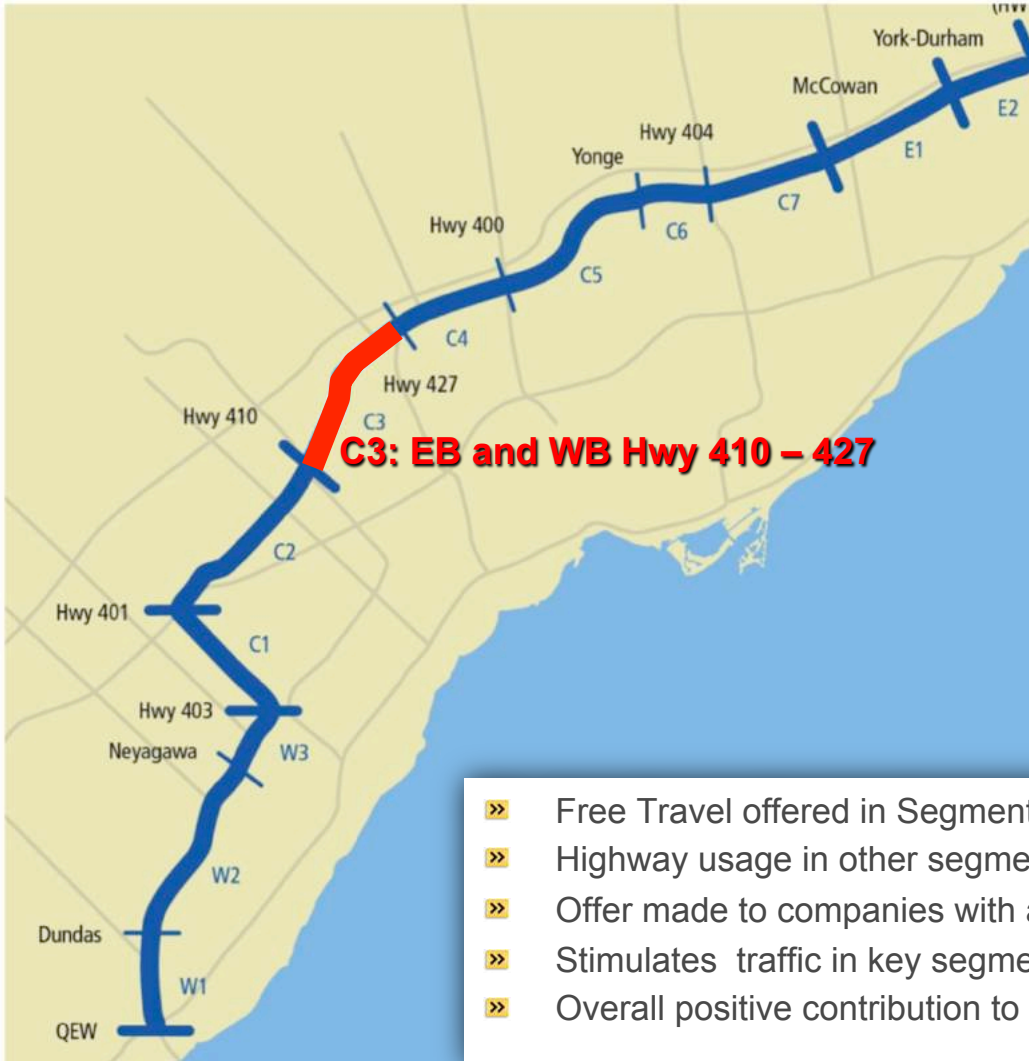 York-Durham
McCowan
E2
Hwy 404
E1
Yonge
C7
Hwy 400
C6
C5
C4
Hwy 427
Hwy 410
C3
C3: EB and WB Hwy 410 – 427
C2
Hwy 401
C1
Hwy 403
Neyagawa
W3
W2
Dundas
W1
QEW
Free Travel offered in Segment
Highway usage in other segme
Offer made to companies with a
Stimulates traffic in key segme
Overall positive contribution to